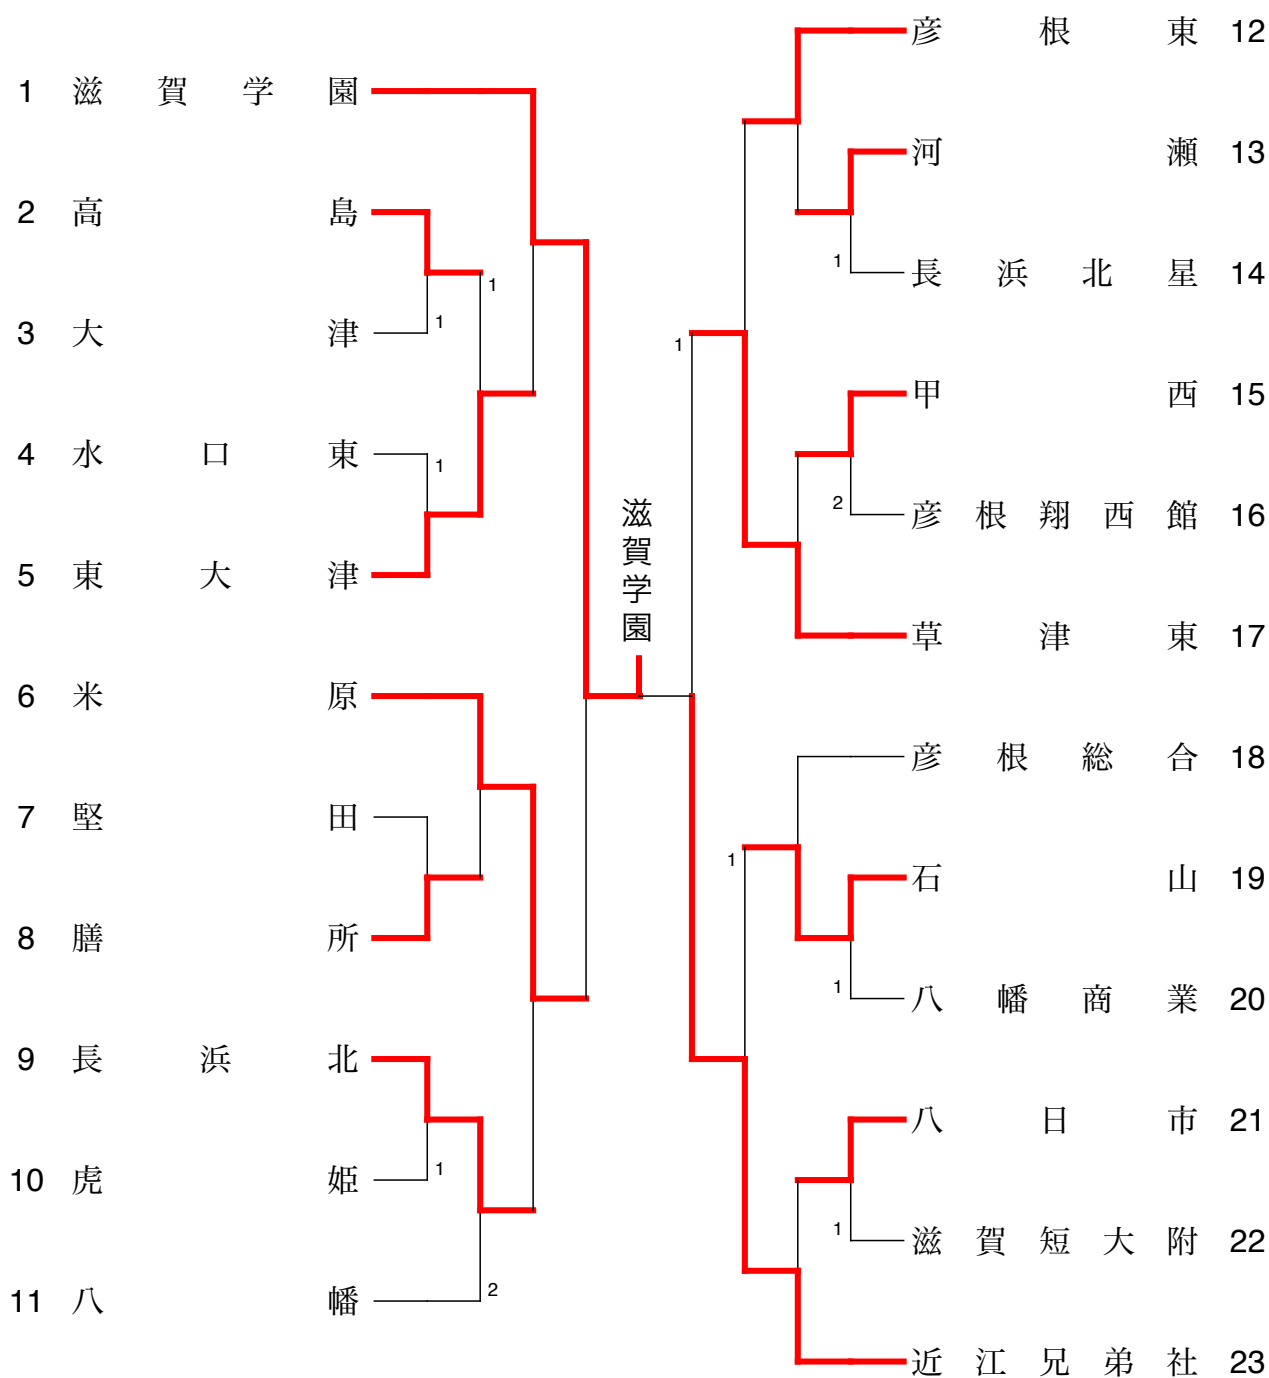 1 滋賀学園
2 高島
3 大津
4 水口東
5 東大津
6 米原
7 堅田
8 膳所
9 長浜北
10 虎姫
11 八幡
1
1
1
1
2
滋賀学園
彦根東 12
河瀬 13
長浜北星 14
甲西 15
彦根翔西館 16
草津東 17
彦根総合 18
石山 19
八幡商業 20
八日市 21
滋賀短大附 22
近江兄弟社 23
1
1
2
1
1
1